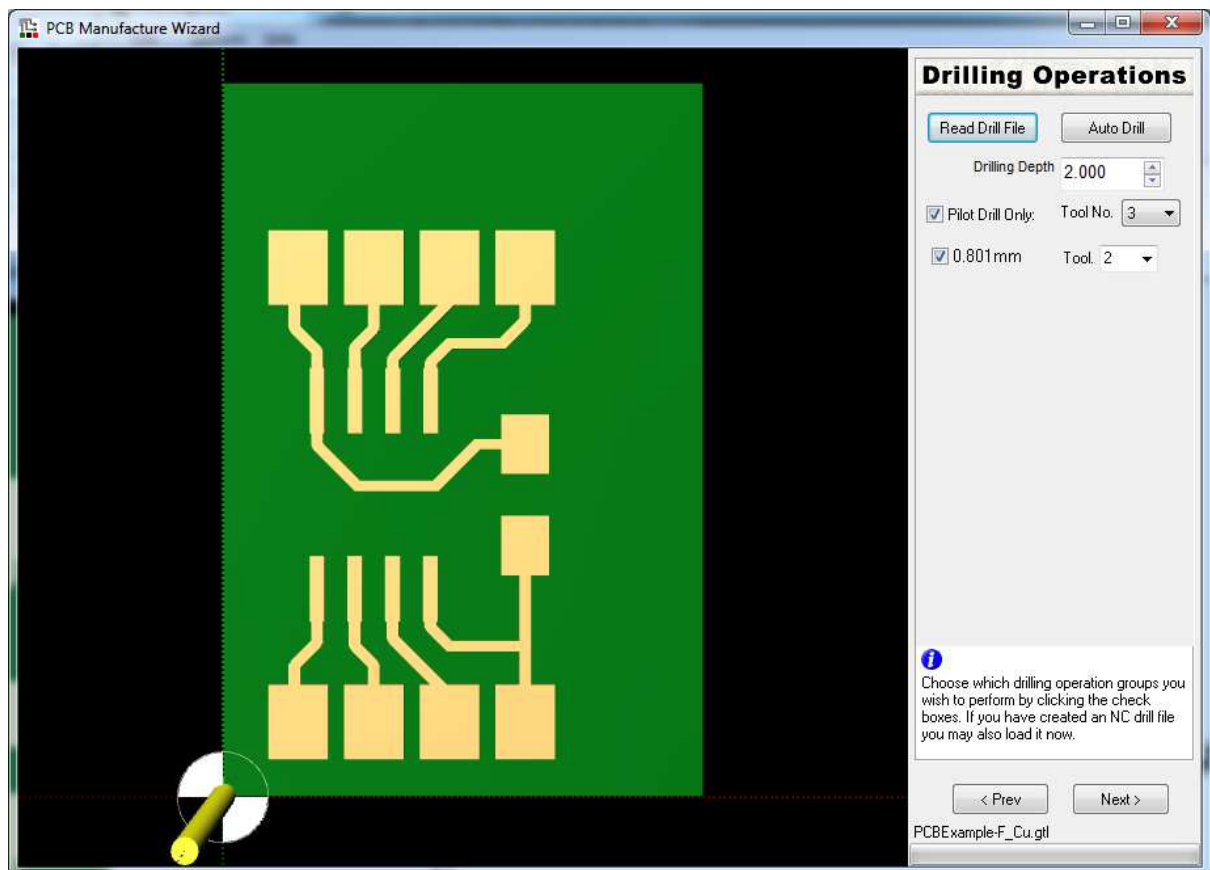 PCB Manufacture Wizard
Drilling Operations
Read Drill File
Auto Drill
Drilling Depth 2.000
Pilot Drill Only: Tool No. 3
0.801mm Tool. 2
Choose which drilling operation groups you
wish to perform by clicking the check
boxes. If you have created an NC drill file
you may also load it now.
< Prev
Next >
PCBExample-F_Cu.gtl